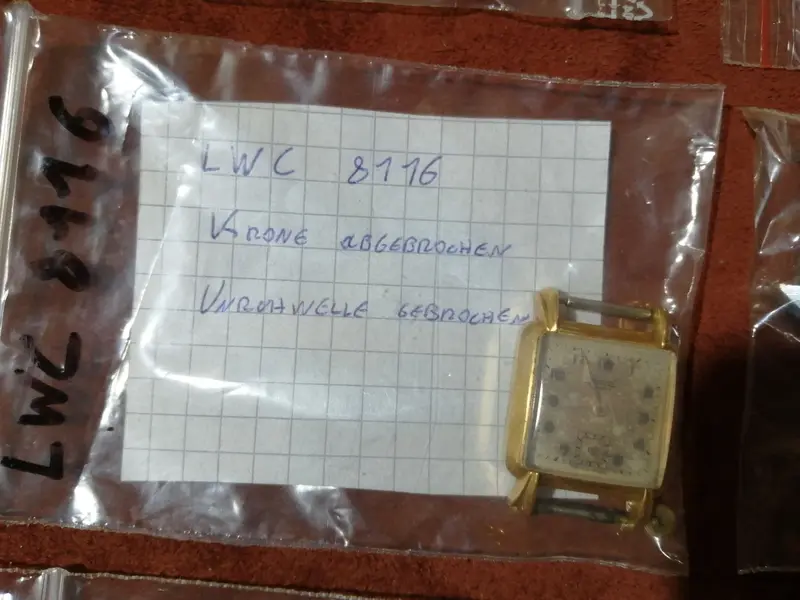 LWC 8116
LWC 8116
KRONE ABGEBROCHEN
UNRUHWELLE GEBROCHEN